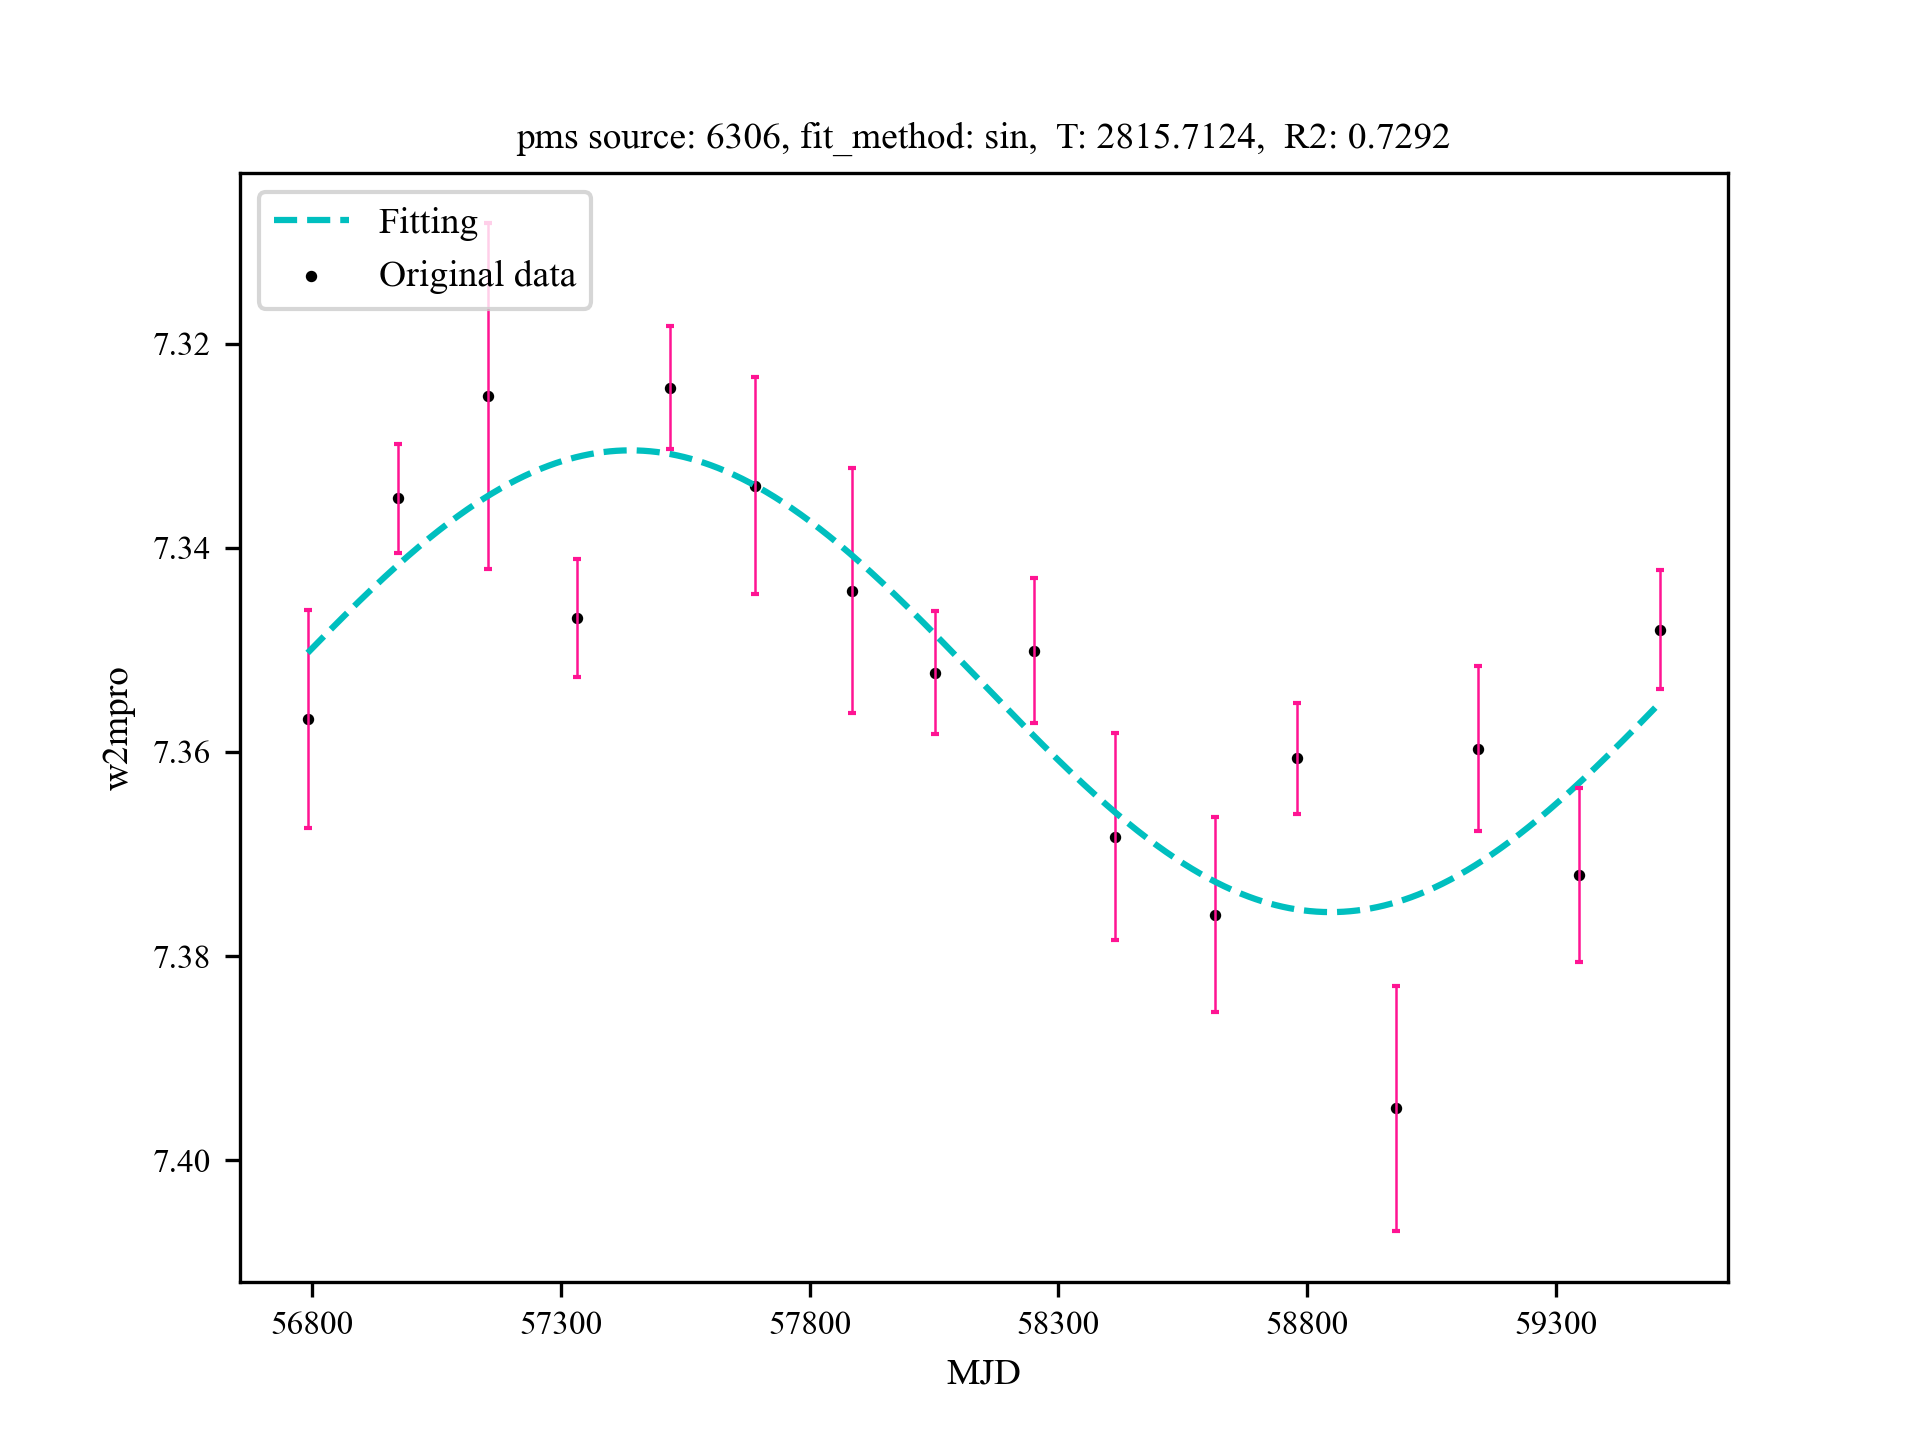 pms source: 6306, fit_method: sin,  T: 2815.7124,  R2: 0.7292
Fitting
Original data
7.32
7.34
7.36
7.38
7.40
w2mpro
56800 57300 57800 58300 58800 59300
MJD